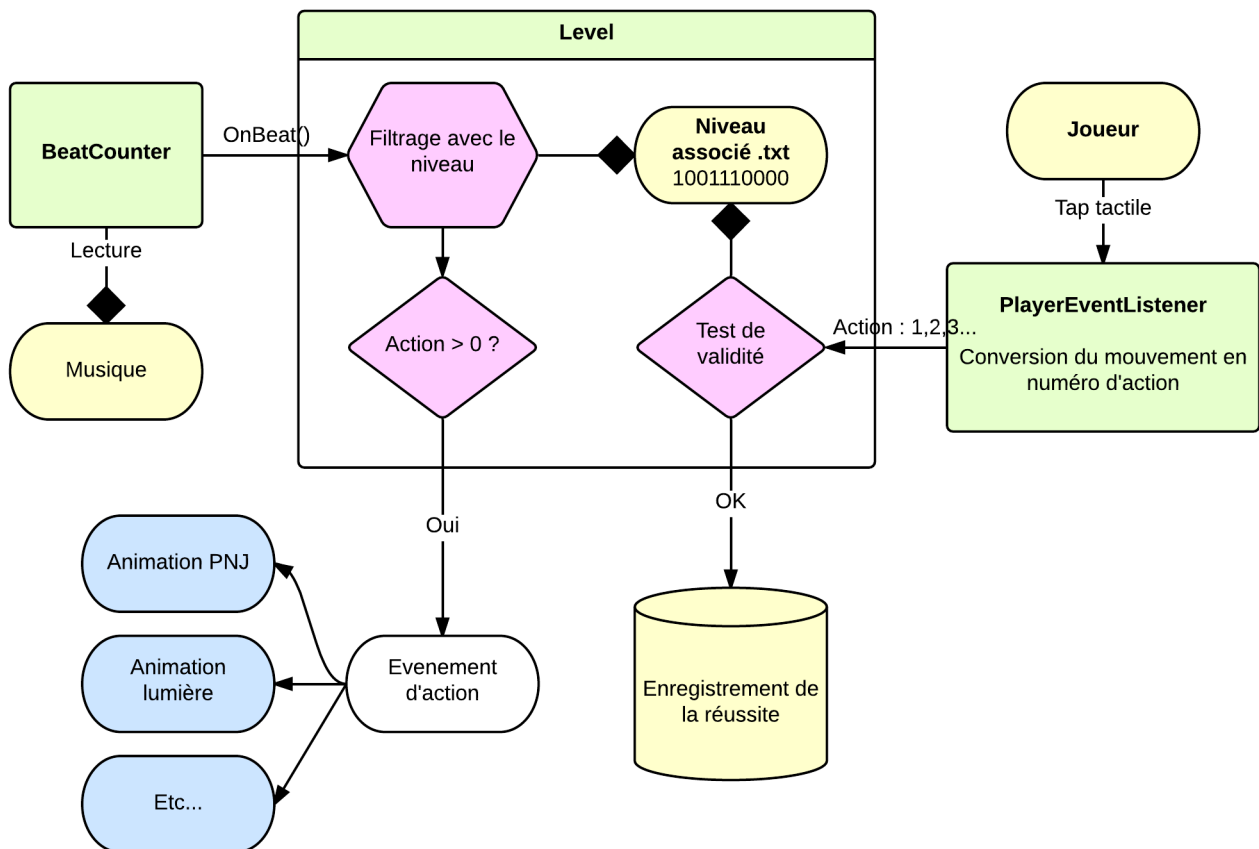 Level
BeatCounter
OnBeat()
Filtrage avec le
niveau
Niveau
associé .txt
1001110000
Joueur
Tap tactile
Lecture
Musique
Action > 0 ?
Test de
validité
Action : 1,2,3...
PlayerEventListener
Conversion du mouvement en
numéro d'action
Oui
OK
Animation PNJ
Animation
lumière
Etc...
Evenement
d'action
Enregistrement de
la réussite